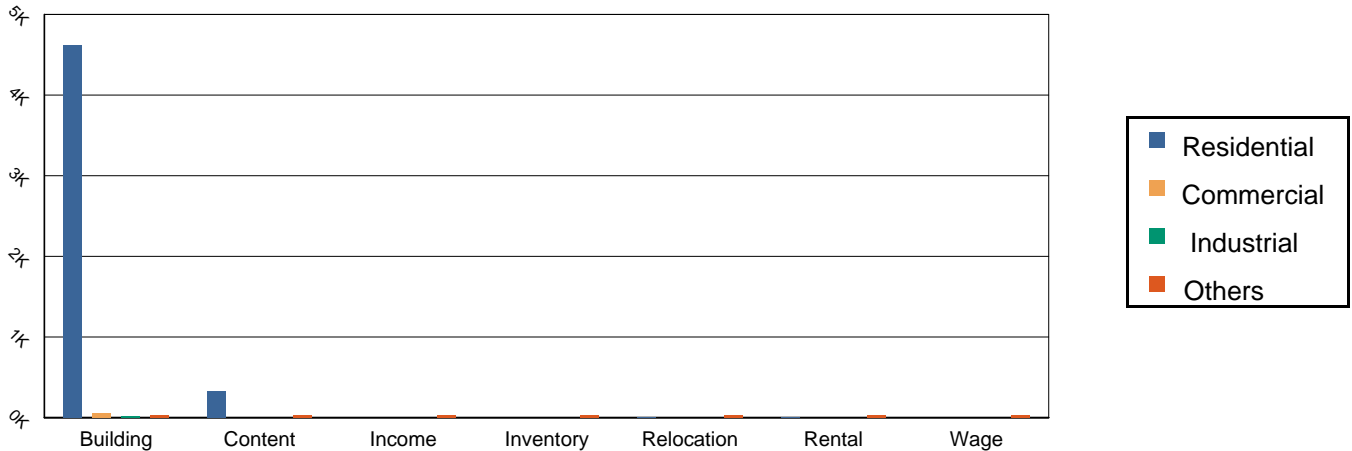 5K
4K
3K
2K
1K
0K
Building Content Income Inventory Relocation Rental Wage
Residential
Commercial
Industrial
Others